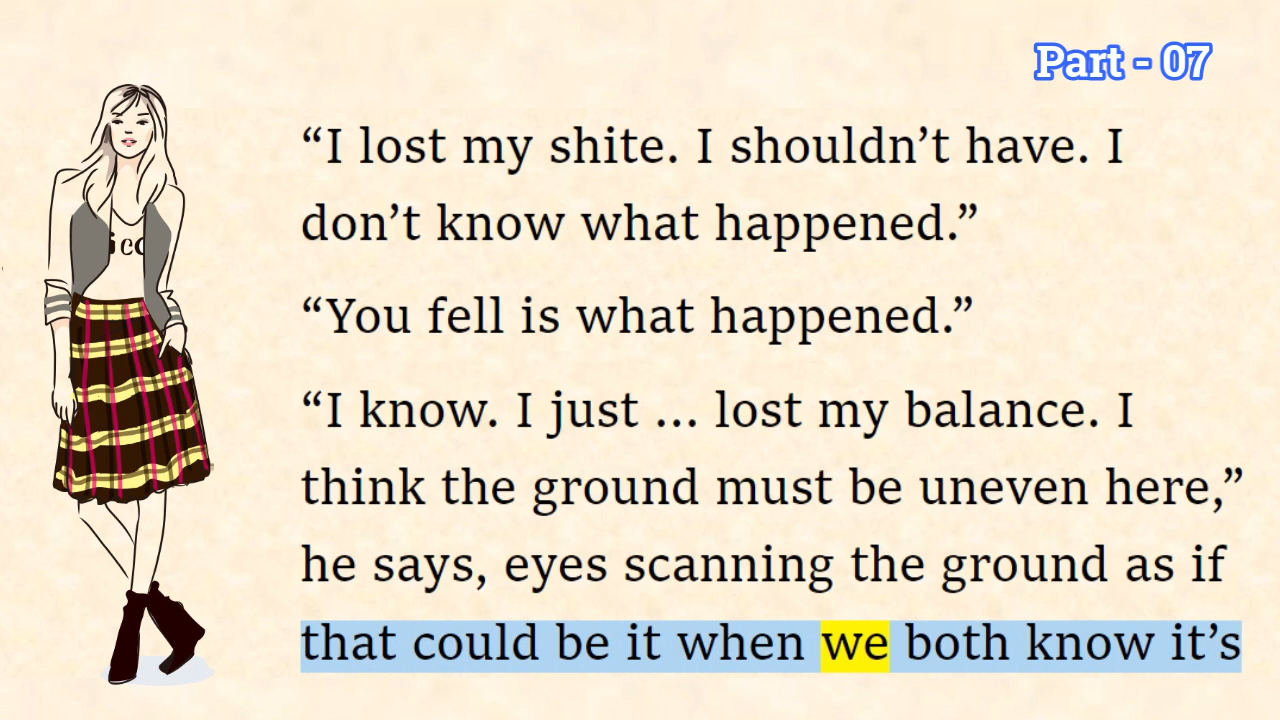 Part - 07
“I lost my shite. I shouldn’t have. I
don’t know what happened.”
“You fell is what happened.”
“I know. I just ... lost my balance. I
think the ground must be uneven here,”
he says, eyes scanning the ground as if
that could be it when we both know it’s